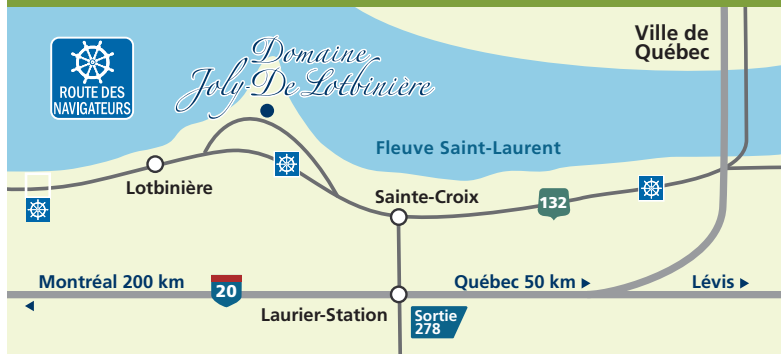 Ville de
Québec
Domaine
Joly-De Lotbinière
ROUTE DES
NAVIGATEURS
Fleuve Saint-Laurent
Lotbinière
Sainte-Croix
132
Montréal 200 km
20
Québec 50 km
Lévis
Laurier-Station
Sortie
278